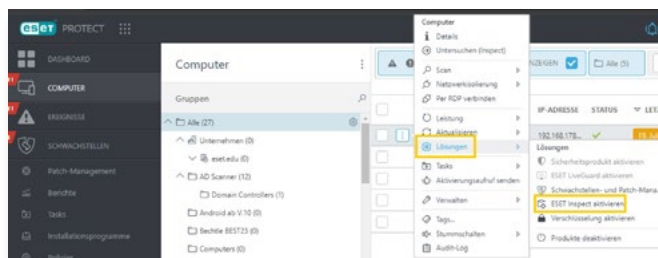 eset PROTECT
DASHBOARD
COMPUTER
EREIGNISSE
SCHWACHSTELLEN
Patch-Management
Berichte
Tasks
Installationsprogramme
Computer
Gruppen
Alle (27)
Unternehmen (0)
eset.edu (0)
AD Scanner (12)
Domain Controllers (1)
Android ab V.10 (0)
Bechtle BEST23 (0)
Computers (0)
Computer
Details
Untersuchen (Inspect)
Scan
Netzwerkisolierung
Per RDP verbinden
Leistung
Aktualisieren
Lösungen
Tasks
Aktivierungsaufruf senden
Verwalten
Tags...
Stummschalten
Audit-Log
Alle (5)
IP-ADRESSE STATUS
192.168.178...
Lösungen
Sicherheitsprodukt aktivieren
ESET LiveGuard aktivieren
Schwachstellen- und Patch-Mana
ESET Inspect aktivieren
Verschlüsselung aktivieren
Produkte deaktivieren